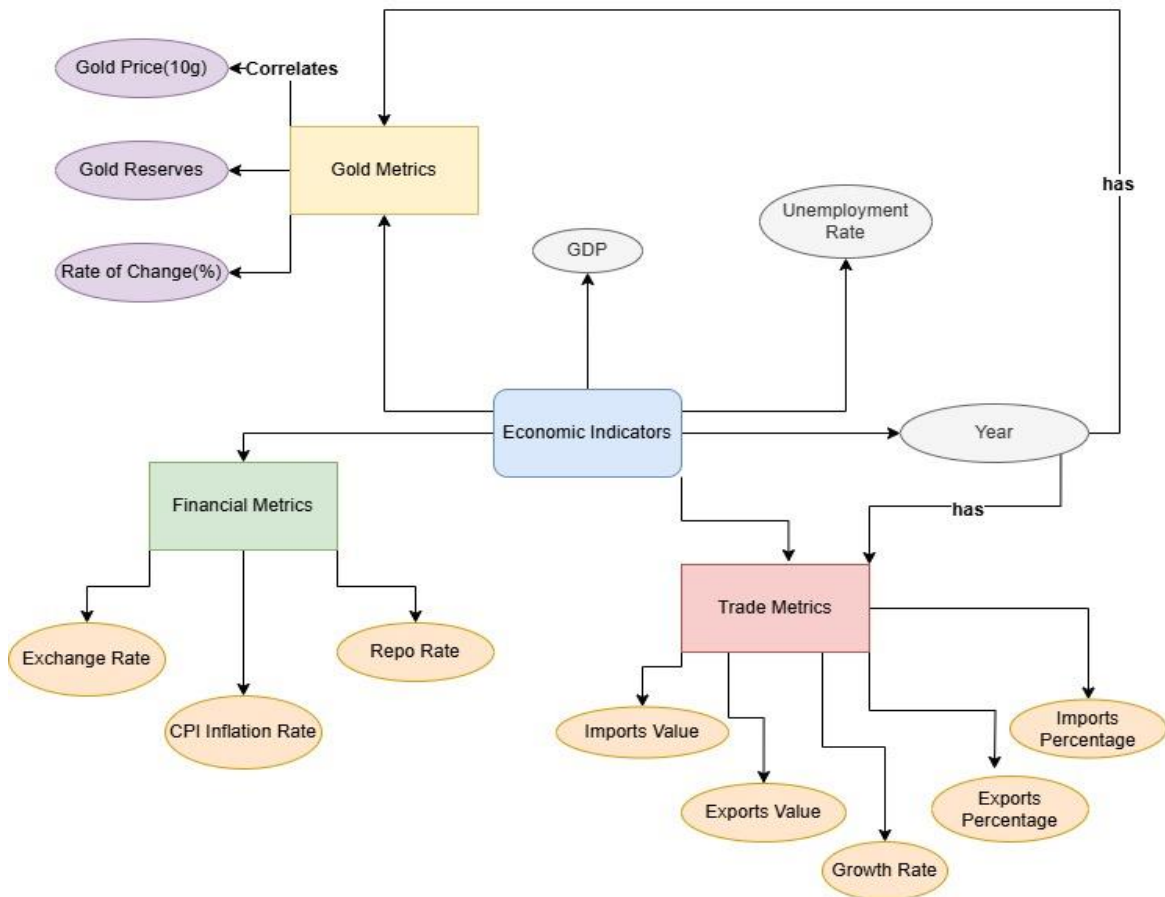 Gold Price(10g)
Correlates
Gold Reserves
Gold Metrics
Rate of Change(%)
has
Unemployment
Rate
GDP
Economic Indicators
Year
Financial Metrics
has
Trade Metrics
Exchange Rate
Repo Rate
CPI Inflation Rate
Imports Value
Exports Value
Growth Rate
Exports
Percentage
Imports
Percentage